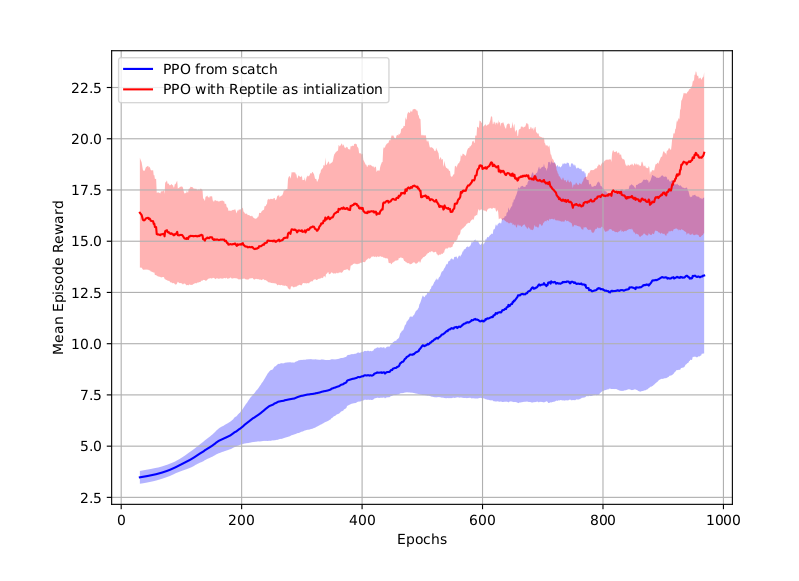 PPO from scatch
PPO with Reptile as intialization
Mean Episode Reward
22.5
20.0
17.5
15.0
12.5
10.0
7.5
5.0
2.5
0 200 400 600 800 1000
Epochs